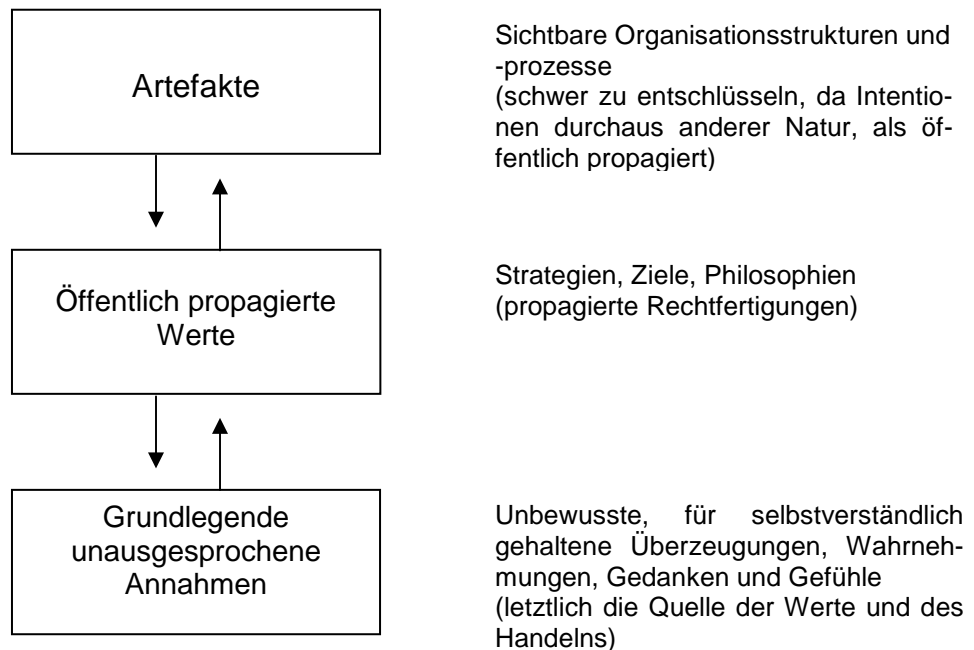 Artefakte
Sichtbare Organisationsstrukturen und
-prozesse
(schwer zu entschlüsseln, da Intentio-
nen durchaus anderer Natur, als öf-
fentlich propagiert)
Öffentlich propagierte
Werte
Strategien, Ziele, Philosophien
(propagierte Rechtfertigungen)
Grundlegende
unausgesprochene
Annahmen
Unbewusste, für selbstverständlich
gehaltene Überzeugungen, Wahrneh-
mungen, Gedanken und Gefühle
(letztlich die Quelle der Werte und des
Handelns)